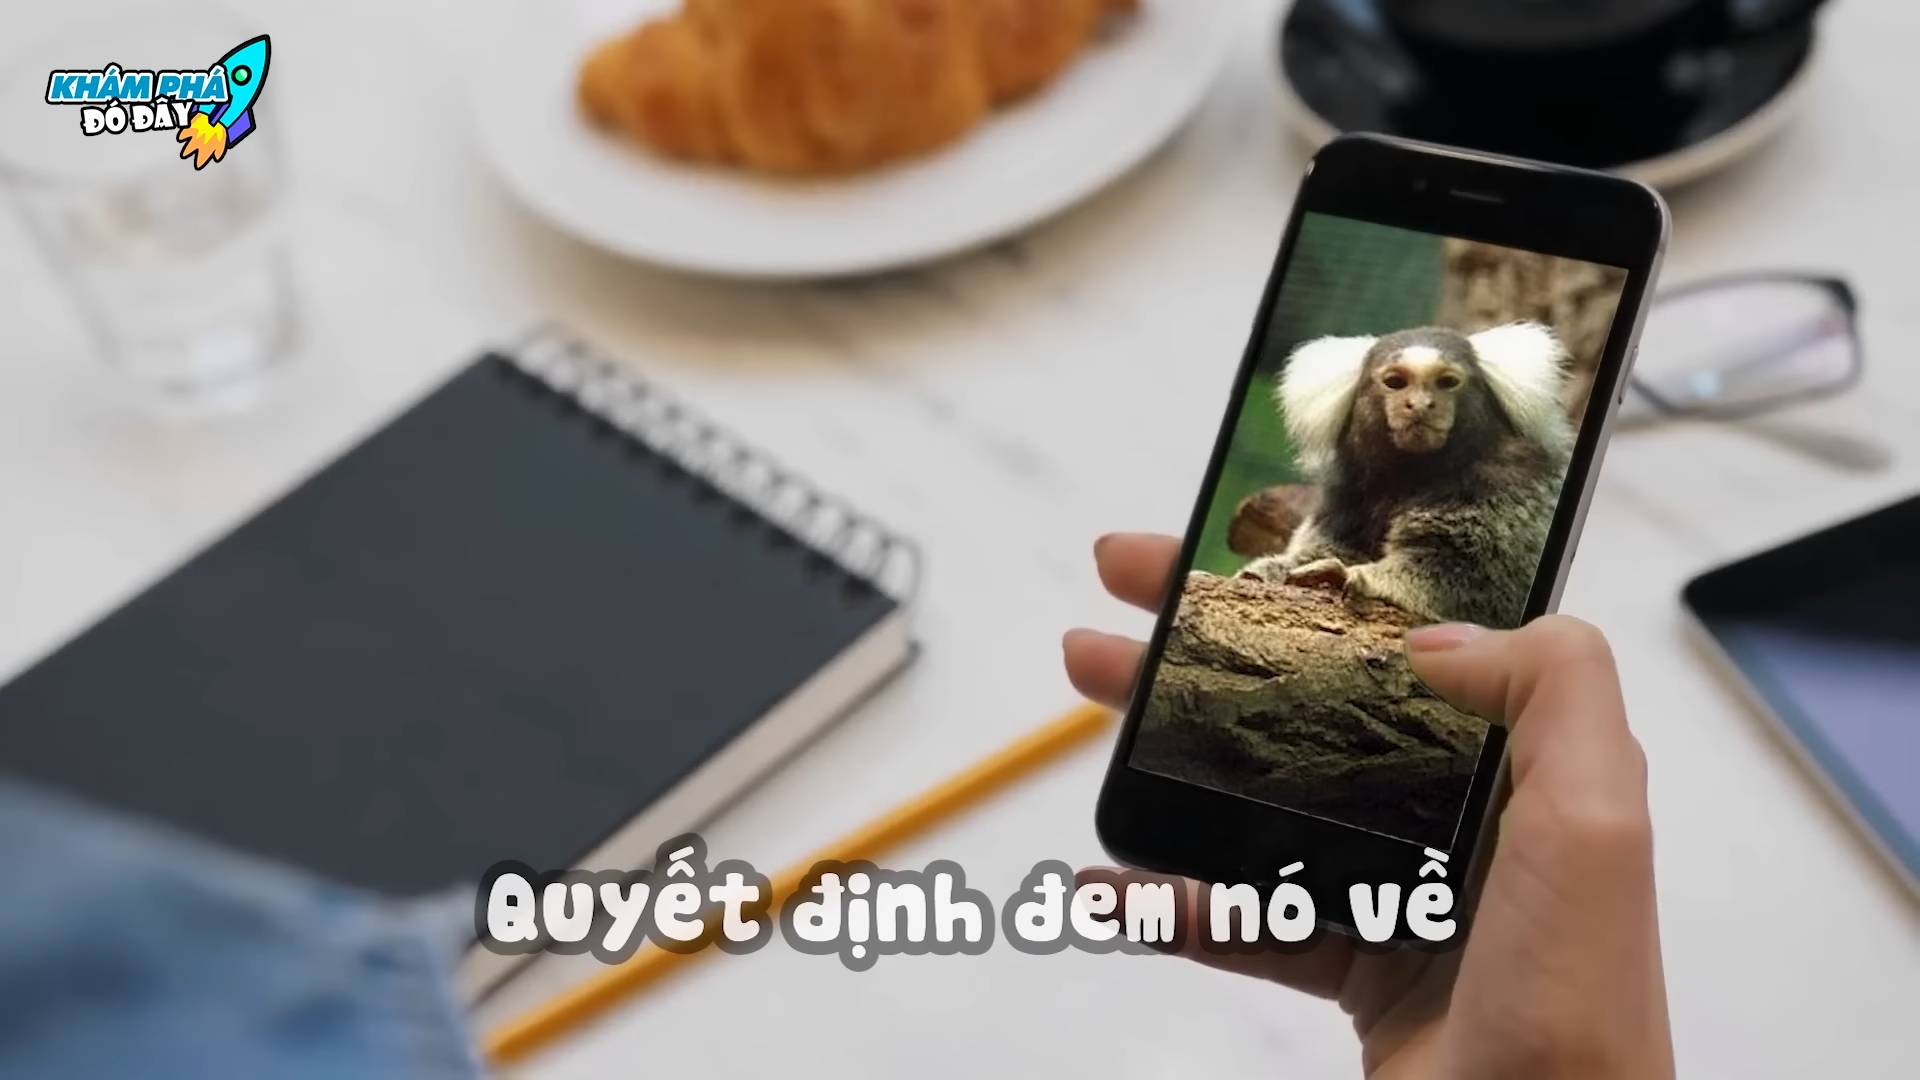 KHÁM PHÁ
ĐÓ ĐÂY
Quyết định đem nó về